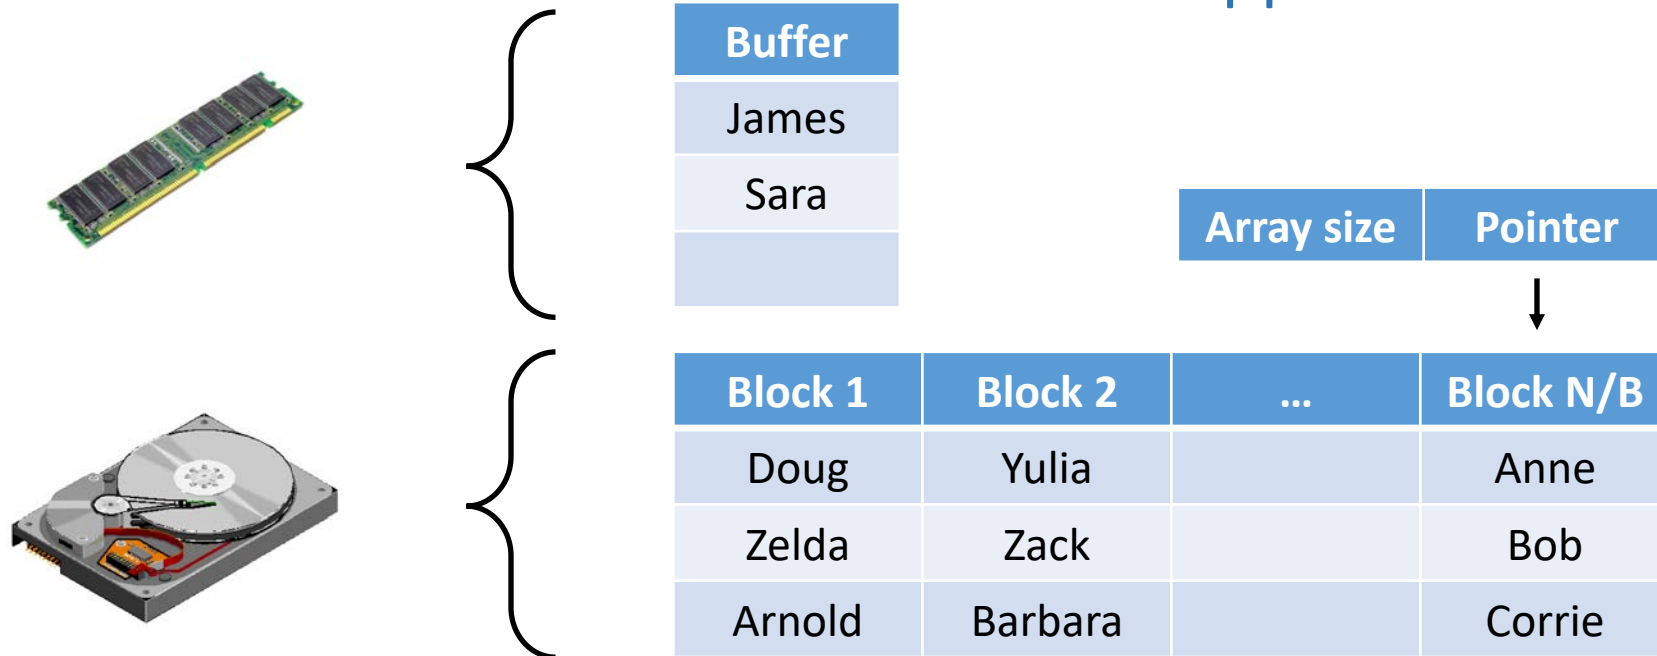 Buffer
James
Sara
Array size Pointer
Block 1 Block 2 … Block N/B
Doug Yulia Anne
Zelda Zack Bob
Arnold Barbara Corrie